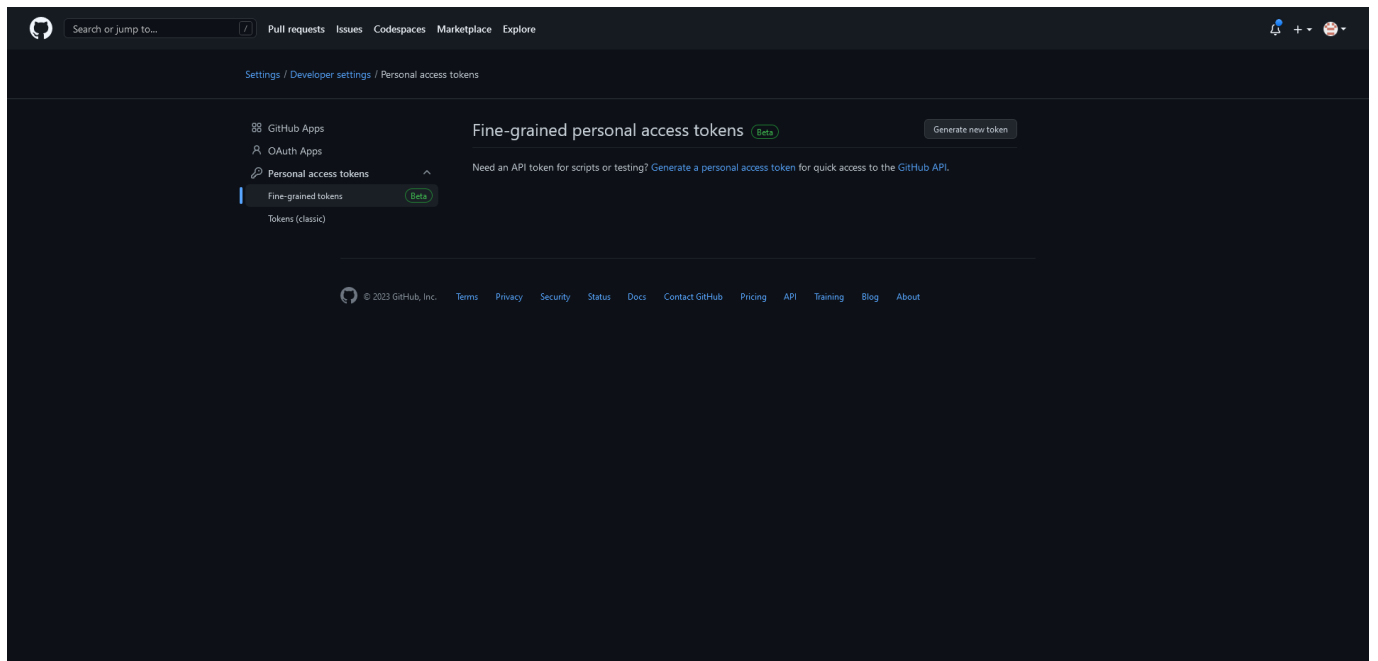 Search or jump to... / Pull requests Issues Codespaces Marketplace Explore
Settings / Developer settings / Personal access tokens
GitHub Apps
OAuth Apps
Personal access tokens
Fine-grained tokens Beta
Tokens (classic)
Fine-grained personal access tokens Beta Generate new token
Need an API token for scripts or testing? Generate a personal access token for quick access to the GitHub API.
© 2023 GitHub, Inc. Terms Privacy Security Status Docs Contact GitHub Pricing API Training Blog About